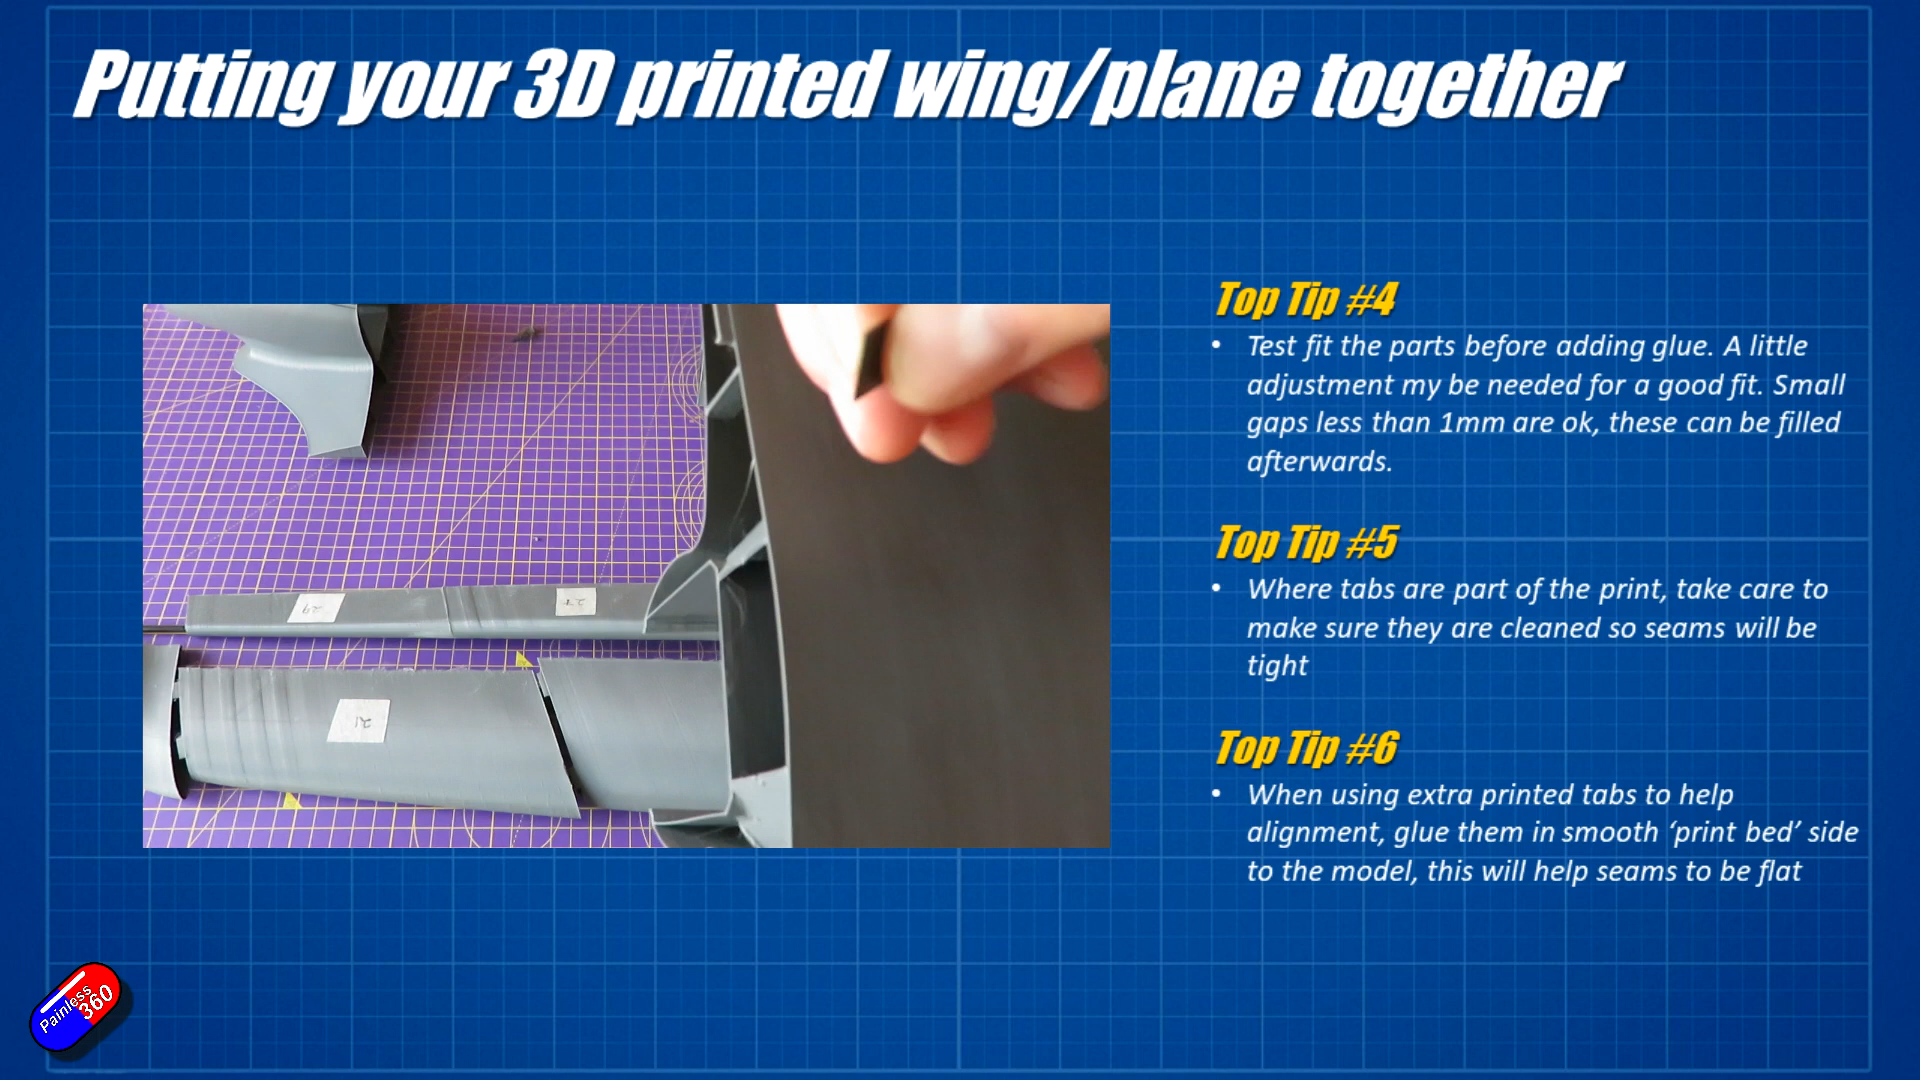 Putting your 3D printed wing/plane together
Top Tip #4
• Test fit the parts before adding glue. A little
adjustment my be needed for a good fit. Small
gaps less than 1mm are ok, these can be filled
afterwards.
Top Tip #5
• Where tabs are part of the print, take care to
make sure they are cleaned so seams will be
tight
Top Tip #6
• When using extra printed tabs to help
alignment, glue them in smooth ‘print bed’ side
to the model, this will help seams to be flat
21
Painless
360